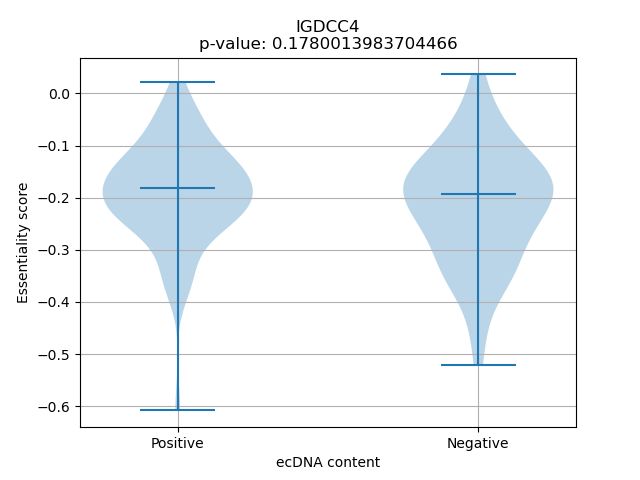 IGDCC4
p-value: 0.1780013983704466
Essentiality score
0.0
−0.1
−0.2
−0.3
−0.4
−0.5
−0.6
Positive
Negative
ecDNA content